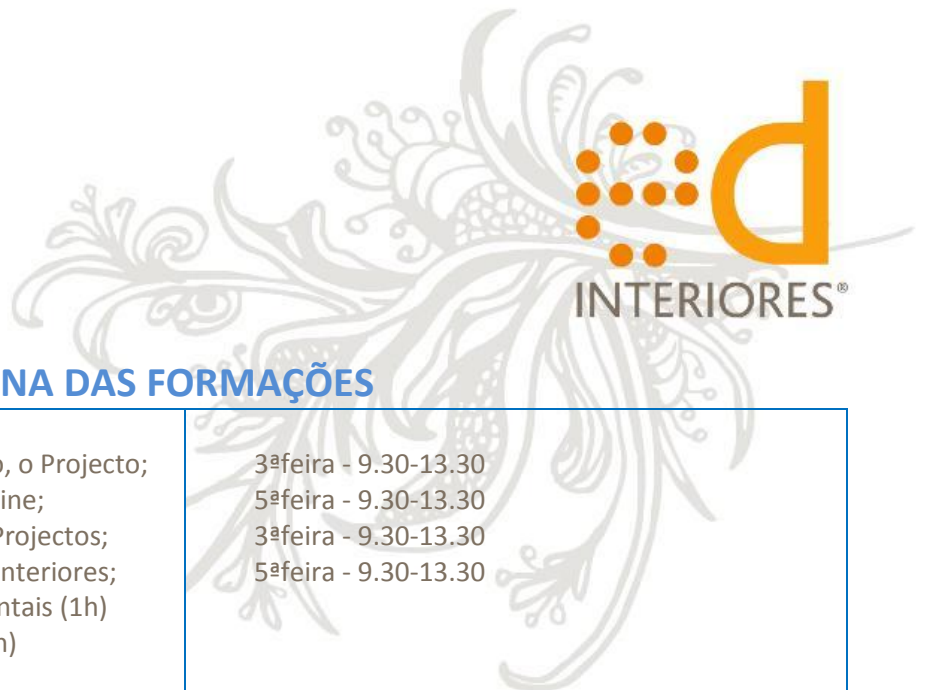 ed
INTERIORES®
NA DAS FORMAÇÕES
, o Projecto; 3ªfeira - 9.30-13.30
ine; 5ªfeira - 9.30-13.30
Projectos; 3ªfeira - 9.30-13.30
nteriores; 5ªfeira - 9.30-13.30
ntais (1h)
h)